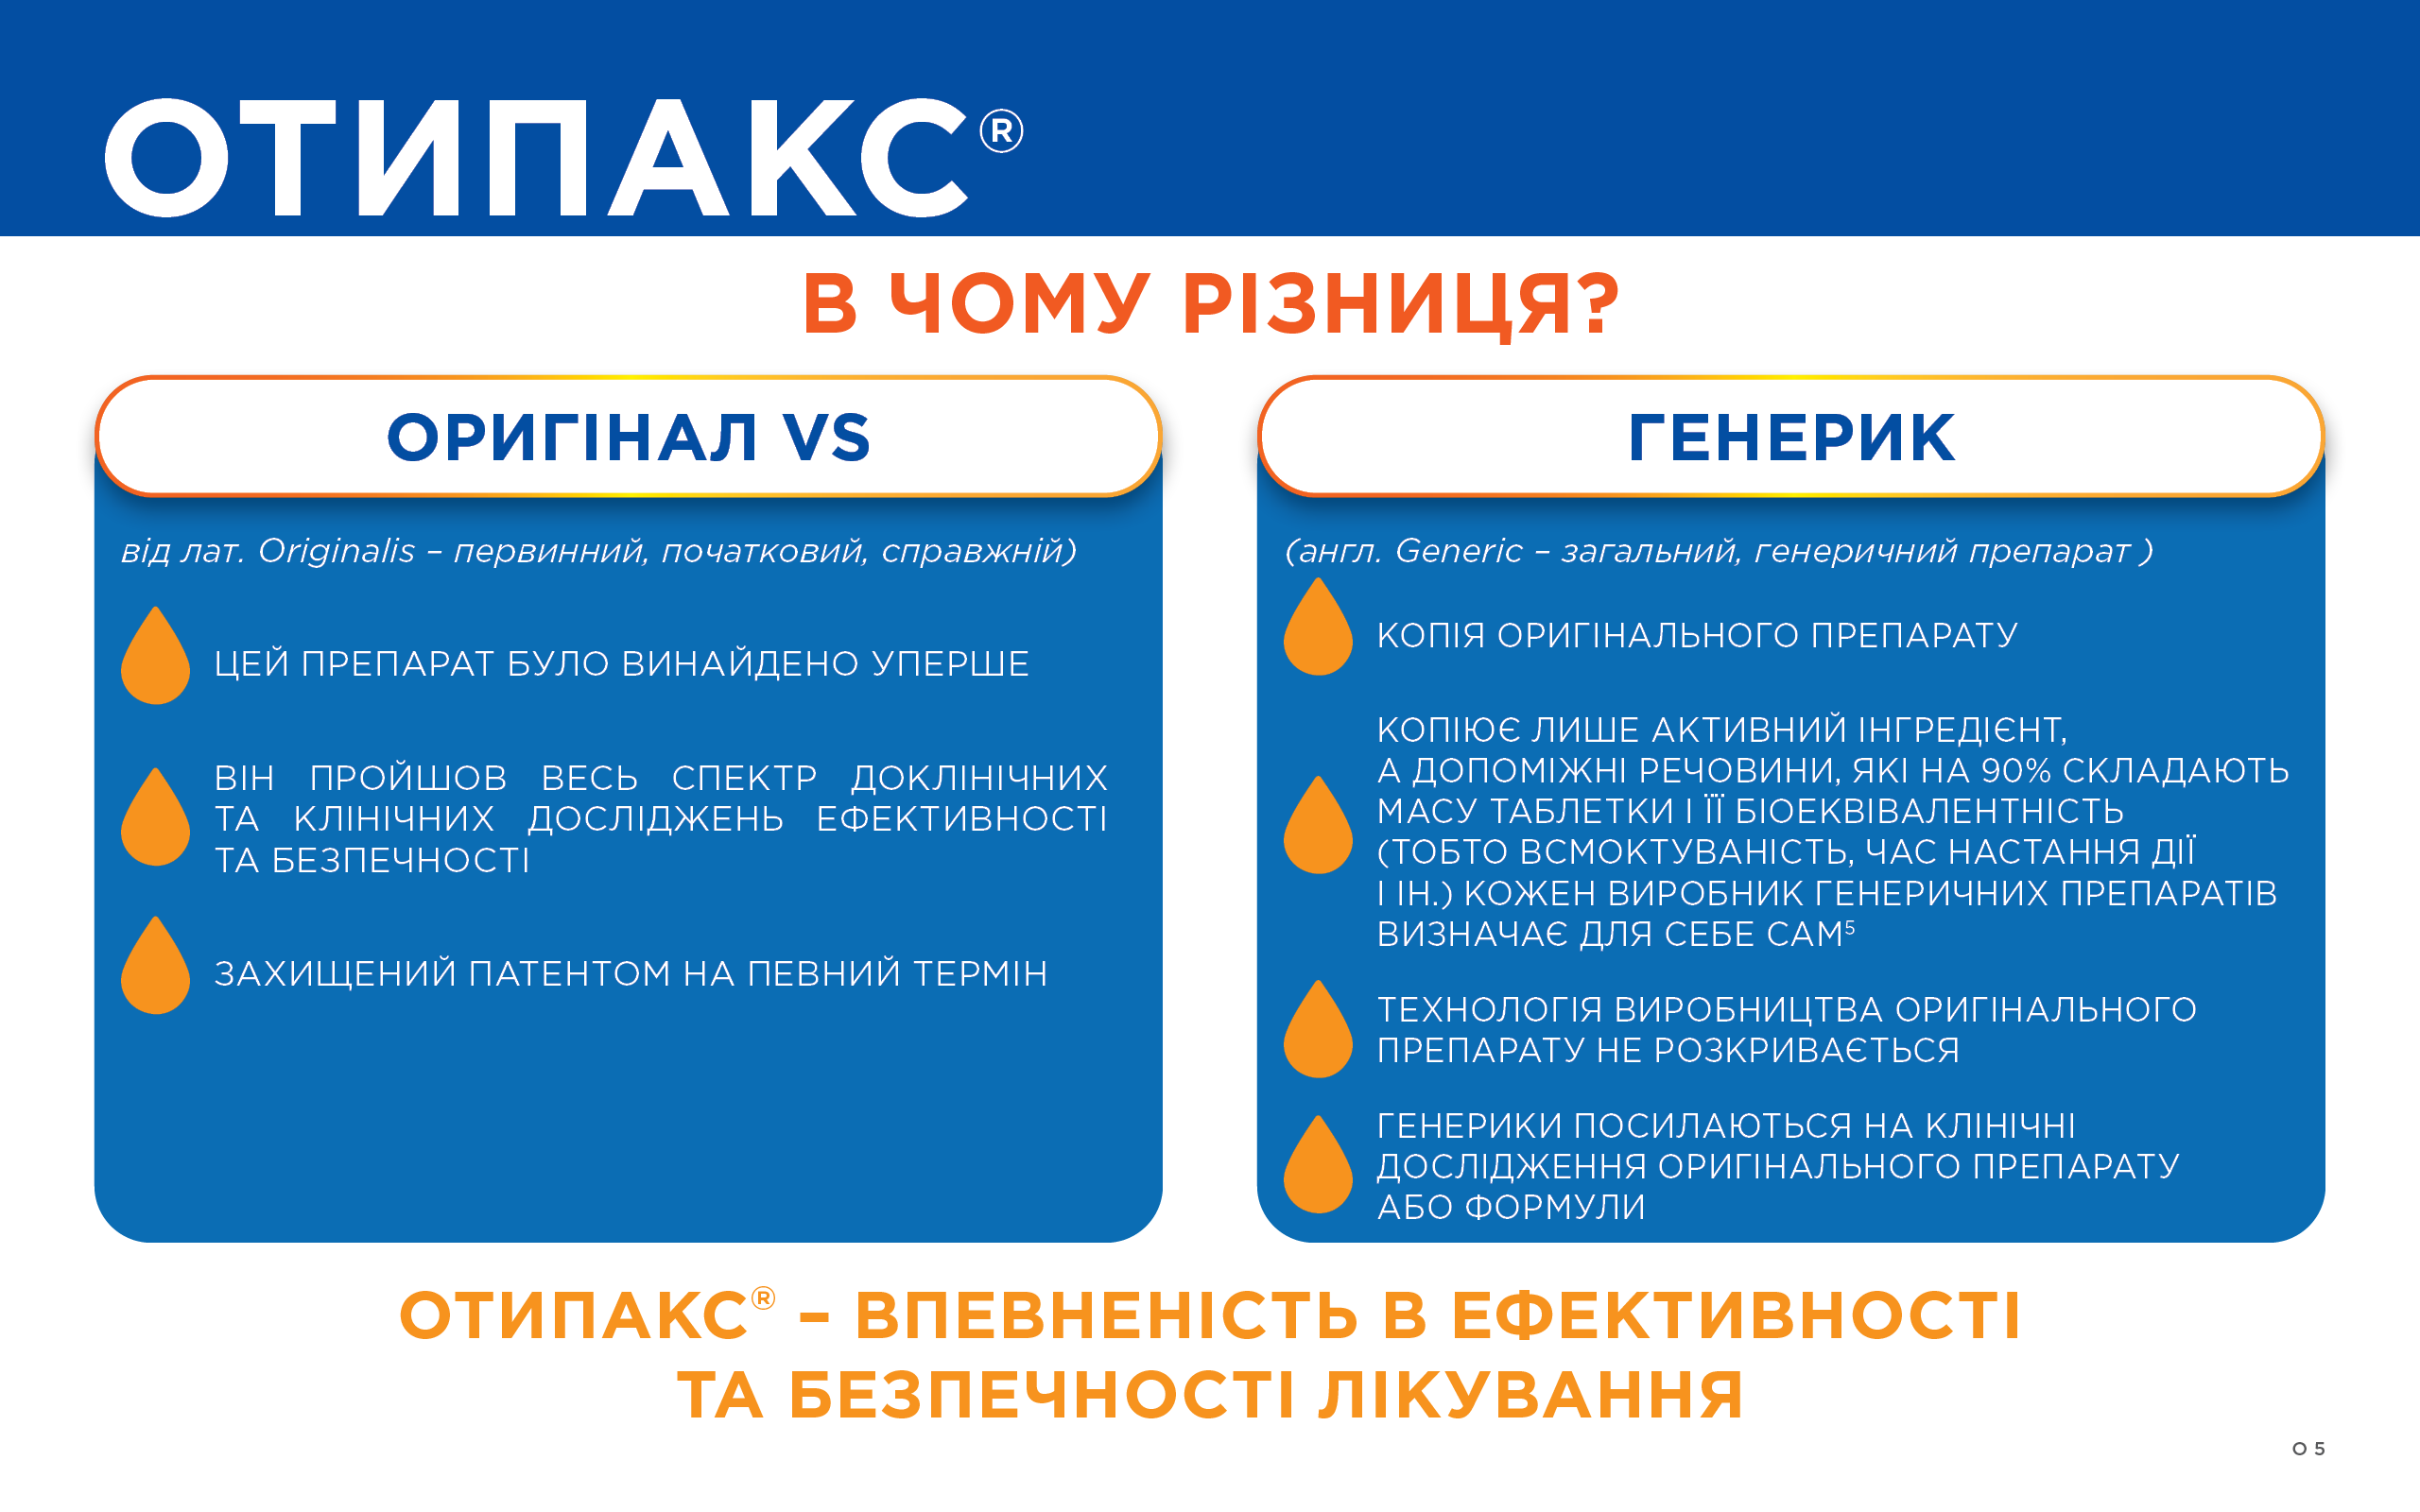 ОТИПАКС®
В ЧОМУ РІЗНИЦЯ?
ОРИГІНАЛ VS
від лат. Originalis – первинний, початковий, справжній)
ЦЕЙ ПРЕПАРАТ БУЛО ВИНАЙДЕНО УПЕРШЕ
ВІН ПРОЙШОВ ВЕСЬ СПЕКТР ДОКЛІНІЧНИХ
ТА КЛІНІЧНИХ ДОСЛІДЖЕНЬ ЕФЕКТИВНОСТІ
ТА БЕЗПЕЧНОСТІ
ЗАХИЩЕНИЙ ПАТЕНТОМ НА ПЕВНИЙ ТЕРМІН
ГЕНЕРИК
(англ. Generic – загальний, генеричний препарат )
КОПІЯ ОРИГІНАЛЬНОГО ПРЕПАРАТУ
КОПІЮЄ ЛИШЕ АКТИВНИЙ ІНГРЕДІЄНТ,
А ДОПОМІЖНІ РЕЧОВИНИ, ЯКІ НА 90% СКЛАДАЮТЬ
МАСУ ТАБЛЕТКИ І ЇЇ БІОЕКВІВАЛЕНТНІСТЬ
(ТОБТО ВСМОКТУВАНІСТЬ, ЧАС НАСТАННЯ ДІЇ
І ІН.) КОЖЕН ВИРОБНИК ГЕНЕРИЧНИХ ПРЕПАРАТІВ
ВИЗНАЧАЄ ДЛЯ СЕБЕ САМ⁵
ТЕХНОЛОГІЯ ВИРОБНИЦТВА ОРИГІНАЛЬНОГО
ПРЕПАРАТУ НЕ РОЗКРИВАЄТЬСЯ
ГЕНЕРИКИ ПОСИЛАЮТЬСЯ НА КЛІНІЧНІ
ДОСЛІДЖЕННЯ ОРИГІНАЛЬНОГО ПРЕПАРАТУ
АБО ФОРМУЛИ
ОТИПАКС® – ВПЕВНЕНІСТЬ В ЕФЕКТИВНОСТІ
ТА БЕЗПЕЧНОСТІ ЛІКУВАННЯ
О 5